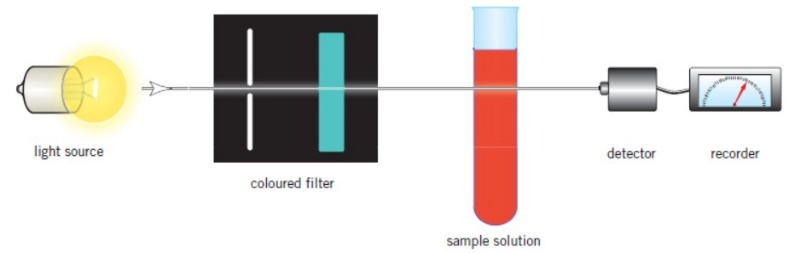 light source
coloured filter
sample solution
detector
recorder